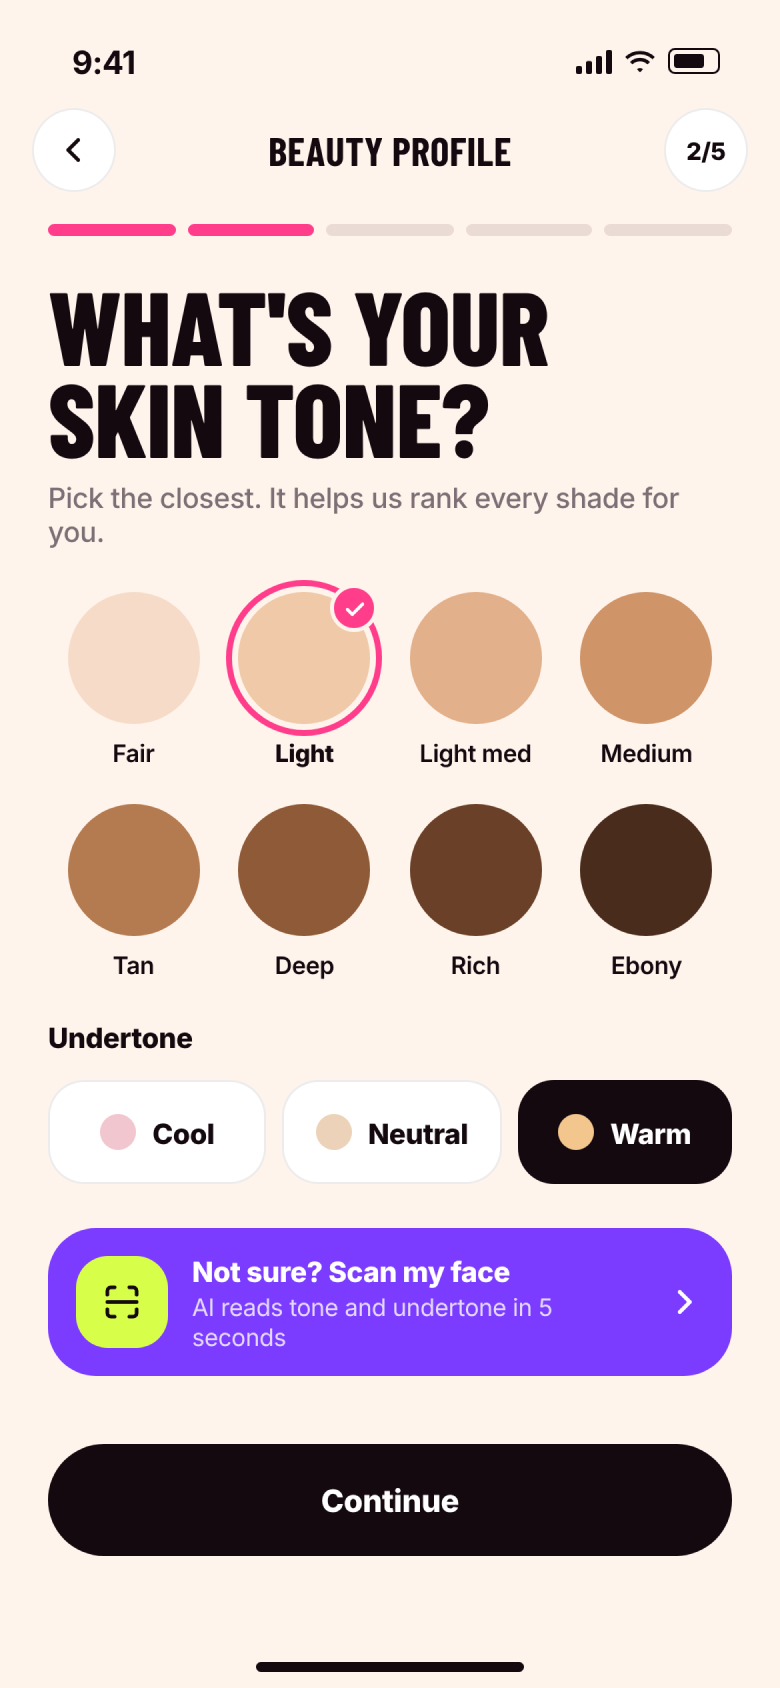 9:41
BEAUTY PROFILE
2/5
WHAT'S YOUR
SKIN TONE?
Pick the closest. It helps us rank every shade for
you.
Fair
Light
Light med
Medium
Tan
Deep
Rich
Ebony
Undertone
Cool
Neutral
Warm
Not sure? Scan my face
AI reads tone and undertone in 5
seconds
Continue